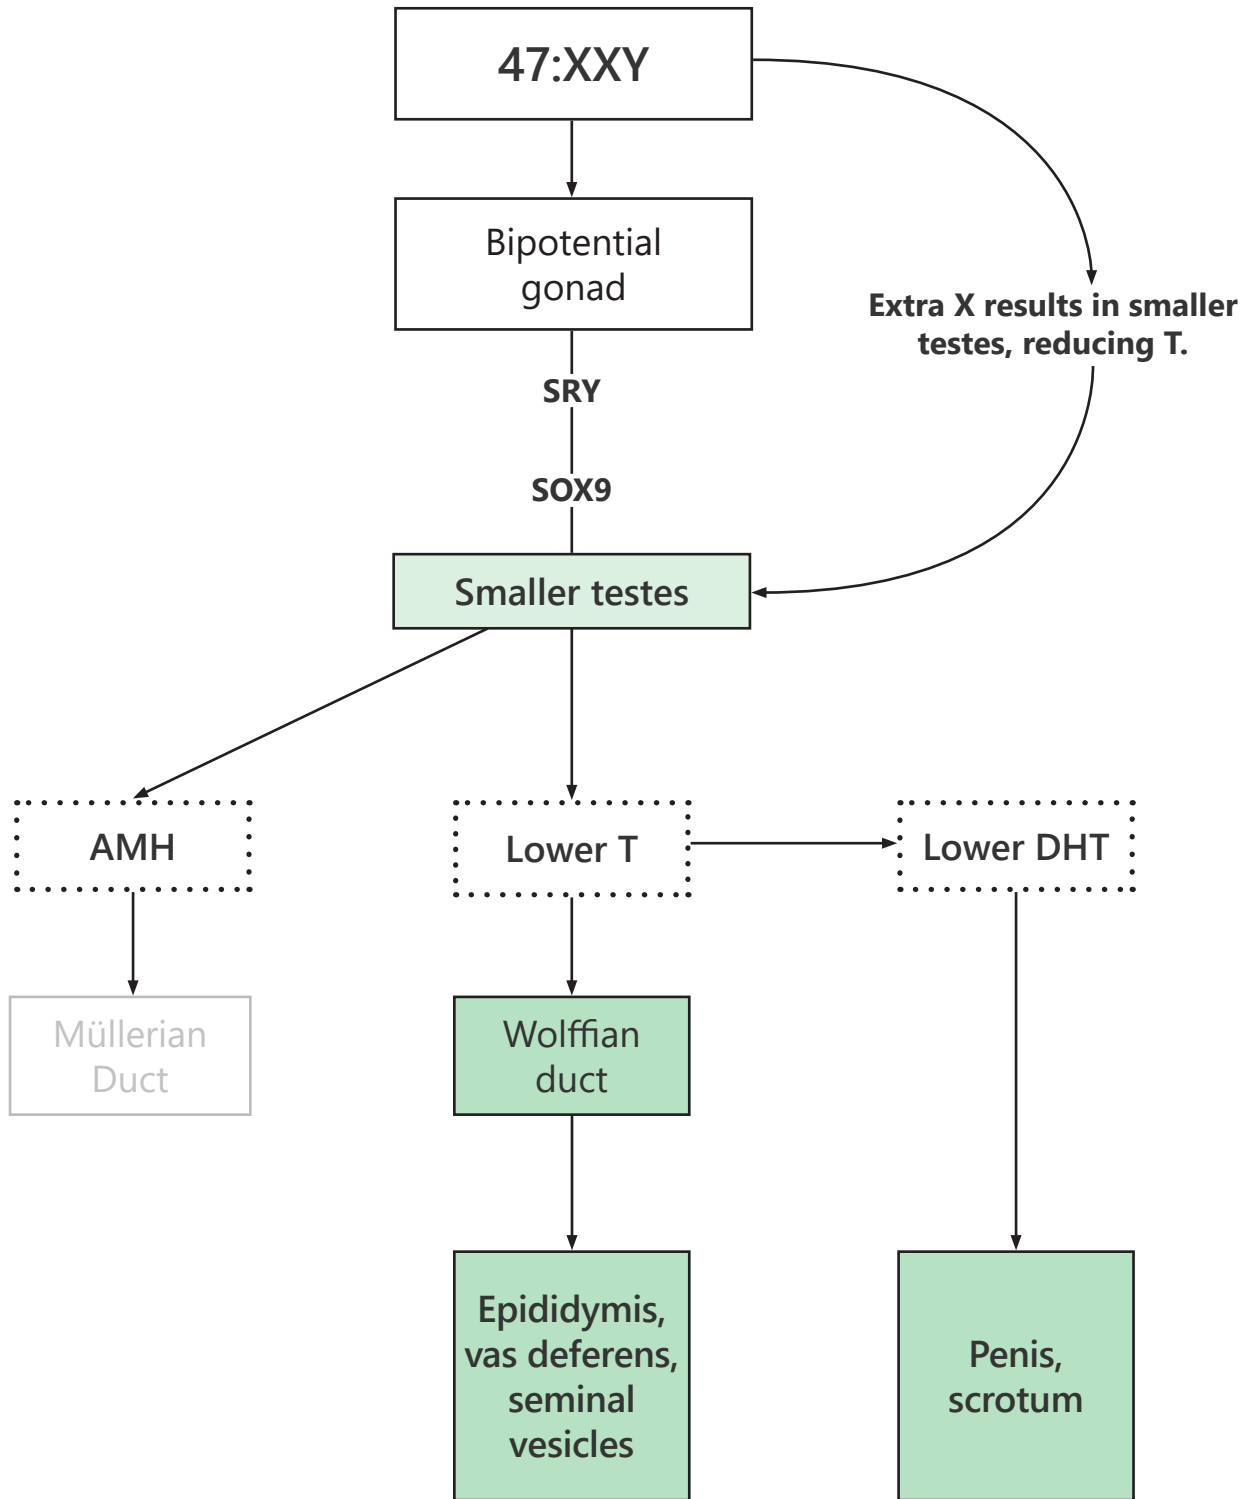 47:XXY
Bipotential
gonad
Extra X results in smaller
testes, reducing T.
SRY
SOX9
Smaller testes
AMH
Lower T
Lower DHT
Müllerian
Duct
Wolffian
duct
Epididymis,
vas deferens,
seminal
vesicles
Penis,
scrotum